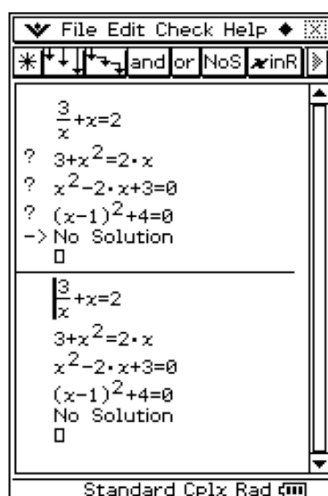 File Edit Check Help
and or NoS xinR
3/x+x=2
? 3+x²=2·x
? x²-2·x+3=0
? (x-1)²+4=0
-> No Solution
3/x+x=2
3+x²=2·x
x²-2·x+3=0
(x-1)²+4=0
No Solution
Standard Cplx Rad